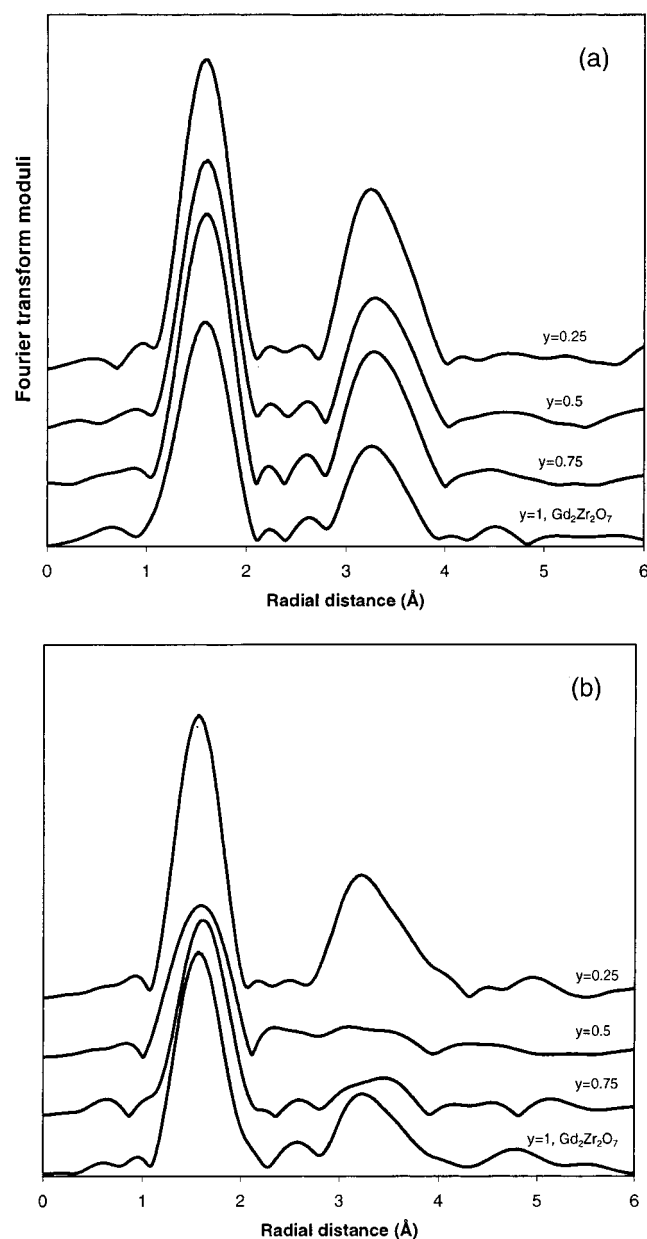 (a)
Fourier transform moduli
y=0.25
y=0.5
y=0.75
y=1, Gd₂Zr₂O₇
0 1 2 3 4 5 6
Radial distance (Å)
(b)
y=0.25
y=0.5
y=0.75
y=1, Gd₂Zr₂O₇
0 1 2 3 4 5 6
Radial distance (Å)